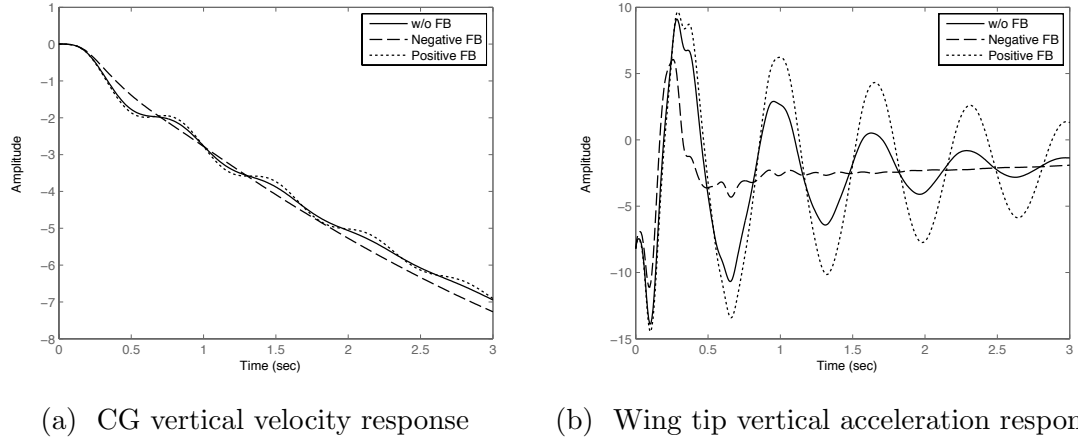 1
0
−1
−2
−3
−4
−5
−6
−7
−8
Amplitude
0 0.5 1 1.5 2 2.5 3
Time (sec)
w/o FB
Negative FB
Positive FB
10
5
0
−5
−10
−15
Amplitude
0 0.5 1 1.5 2 2.5 3
Time (sec)
w/o FB
Negative FB
Positive FB
(a) CG vertical velocity response
(b) Wing tip vertical acceleration respon